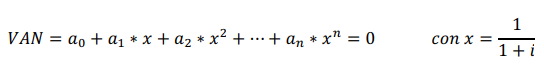 VAN = a₀ + a₁ * x + a₂ * x² + ⋯ + aₙ * xⁿ = 0 con x = 1 / (1 + i)